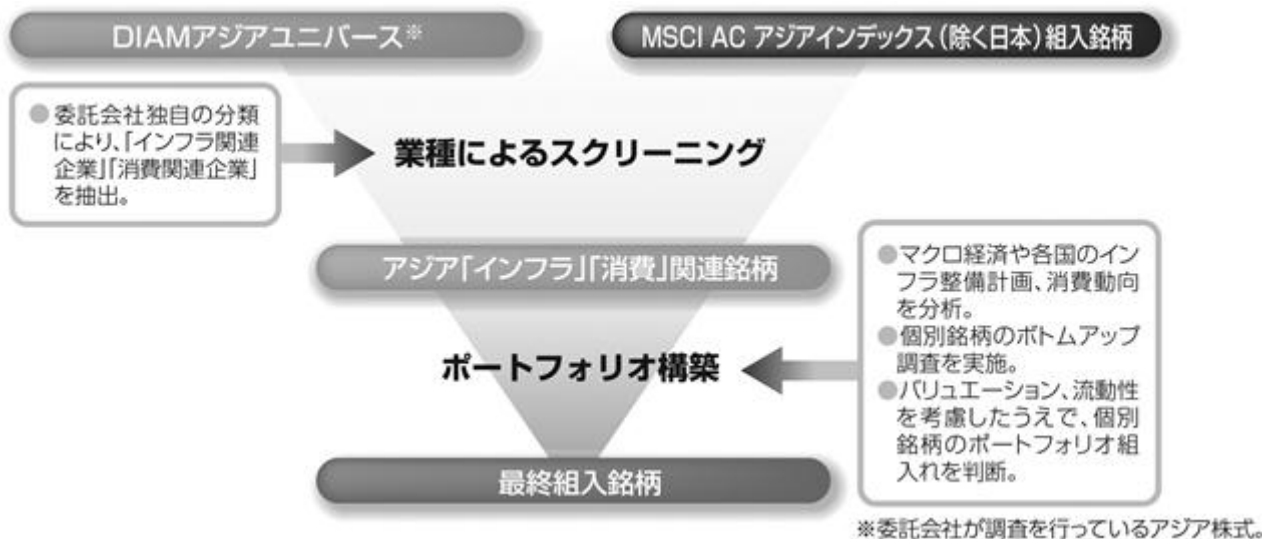 DIAMアジアユニバース※
MSCI AC アジアインデックス(除く日本)組入銘柄
●委託会社独自の分類
により、「インフラ関連
企業」「消費関連企業」
を抽出。
業種によるスクリーニング
アジア「インフラ」「消費」関連銘柄
●マクロ経済や各国のイン
フラ整備計画、消費動向
を分析。
●個別銘柄のボトムアップ
調査を実施。
●バリュエーション、流動性
を考慮したうえで、個別
銘柄のポートフォリオ組
入れを判断。
ポートフォリオ構築
最終組入銘柄
※委託会社が調査を行っているアジア株式。